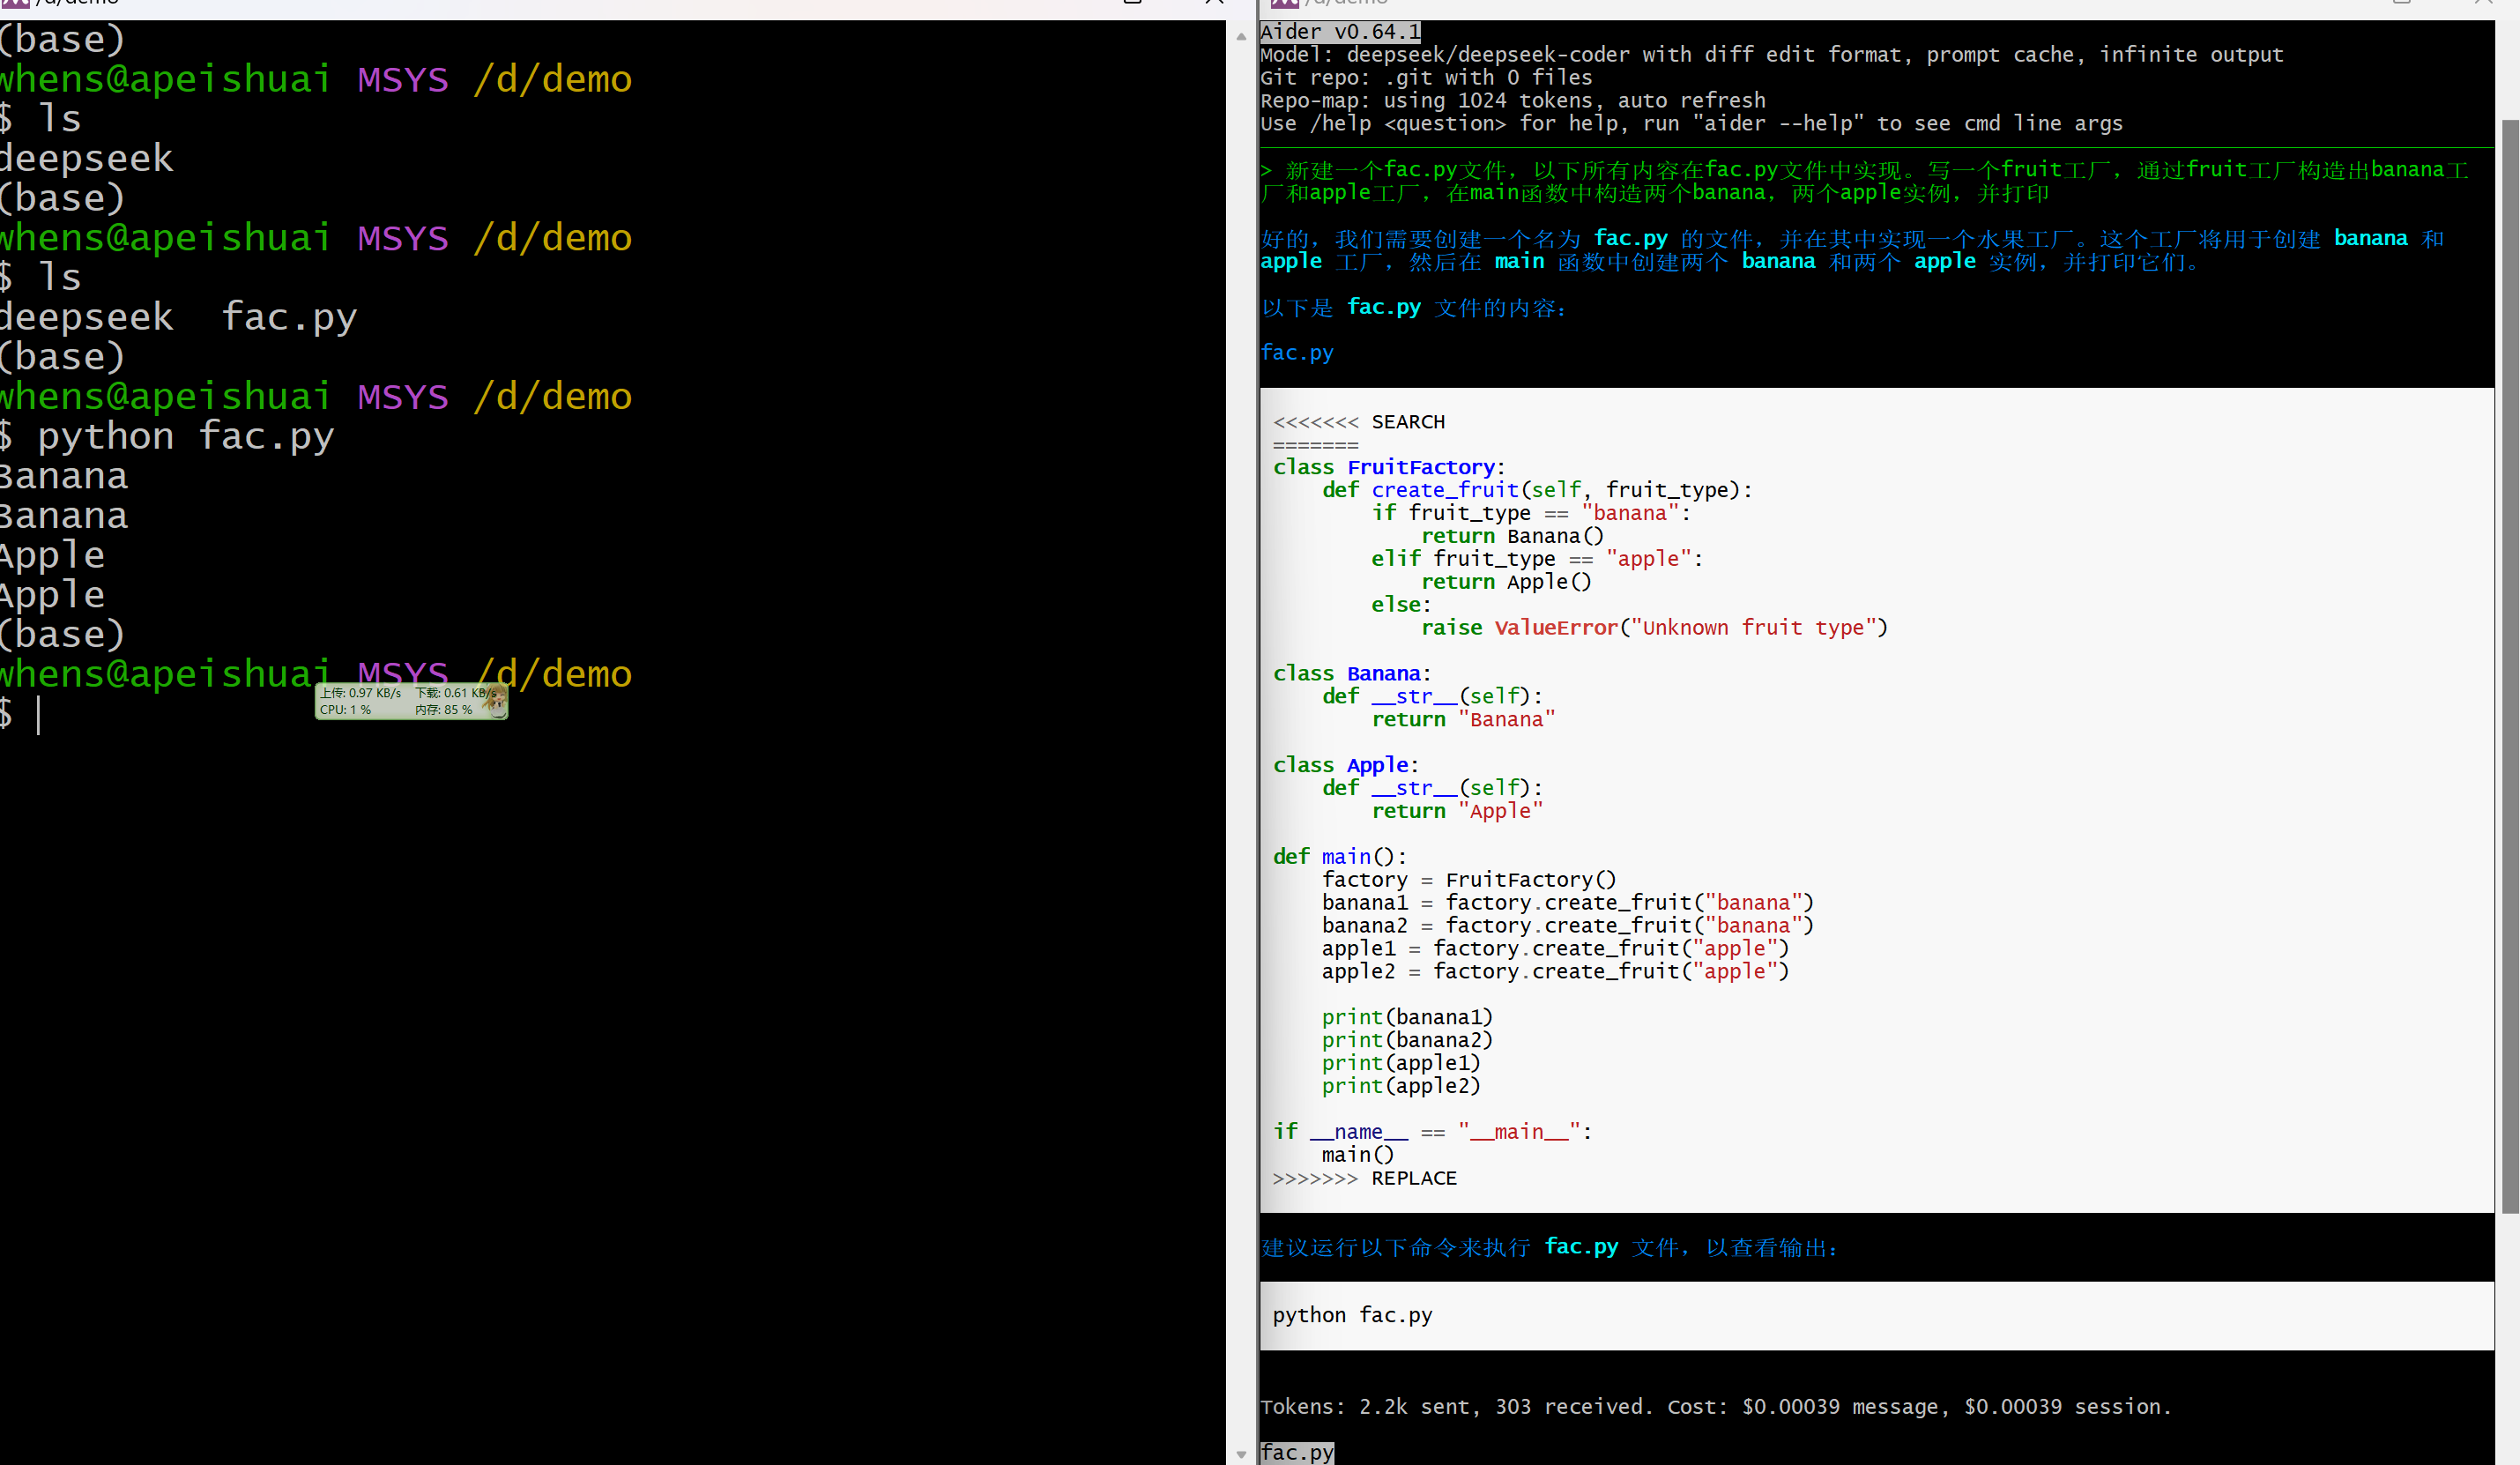 /d/demo
(base)
whens@apeishuai MSYS /d/demo
$ ls
deepseek
(base)
whens@apeishuai MSYS /d/demo
$ ls
deepseek  fac.py
(base)
whens@apeishuai MSYS /d/demo
$ python fac.py
Banana
Banana
Apple
Apple
(base)
whens@apeishuai MSYS /d/demo
$
上传: 0.97 KB/s 下载: 0.61 KB/s
CPU: 1 % 内存: 85 %
/d/demo
Aider v0.64.1
Model: deepseek/deepseek-coder with diff edit format, prompt cache, infinite output
Git repo: .git with 0 files
Repo-map: using 1024 tokens, auto refresh
Use /help <question> for help, run "aider --help" to see cmd line args
> 新建一个fac.py文件，以下所有内容在fac.py文件中实现。写一个fruit工厂，通过fruit工厂构造出banana工
厂和apple工厂，在main函数中构造两个banana，两个apple实例，并打印
好的，我们需要创建一个名为 fac.py 的文件，并在其中实现一个水果工厂。这个工厂将用于创建 banana 和
apple 工厂，然后在 main 函数中创建两个 banana 和两个 apple 实例，并打印它们。
以下是 fac.py 文件的内容：
fac.py
<<<<<<< SEARCH
=======
class FruitFactory:
    def create_fruit(self, fruit_type):
        if fruit_type == "banana":
            return Banana()
        elif fruit_type == "apple":
            return Apple()
        else:
            raise ValueError("Unknown fruit type")
class Banana:
    def __str__(self):
        return "Banana"
class Apple:
    def __str__(self):
        return "Apple"
def main():
    factory = FruitFactory()
    banana1 = factory.create_fruit("banana")
    banana2 = factory.create_fruit("banana")
    apple1 = factory.create_fruit("apple")
    apple2 = factory.create_fruit("apple")
    print(banana1)
    print(banana2)
    print(apple1)
    print(apple2)
if __name__ == "__main__":
    main()
>>>>>>> REPLACE
建议运行以下命令来执行 fac.py 文件，以查看输出：
python fac.py
Tokens: 2.2k sent, 303 received. Cost: $0.00039 message, $0.00039 session.
fac.py